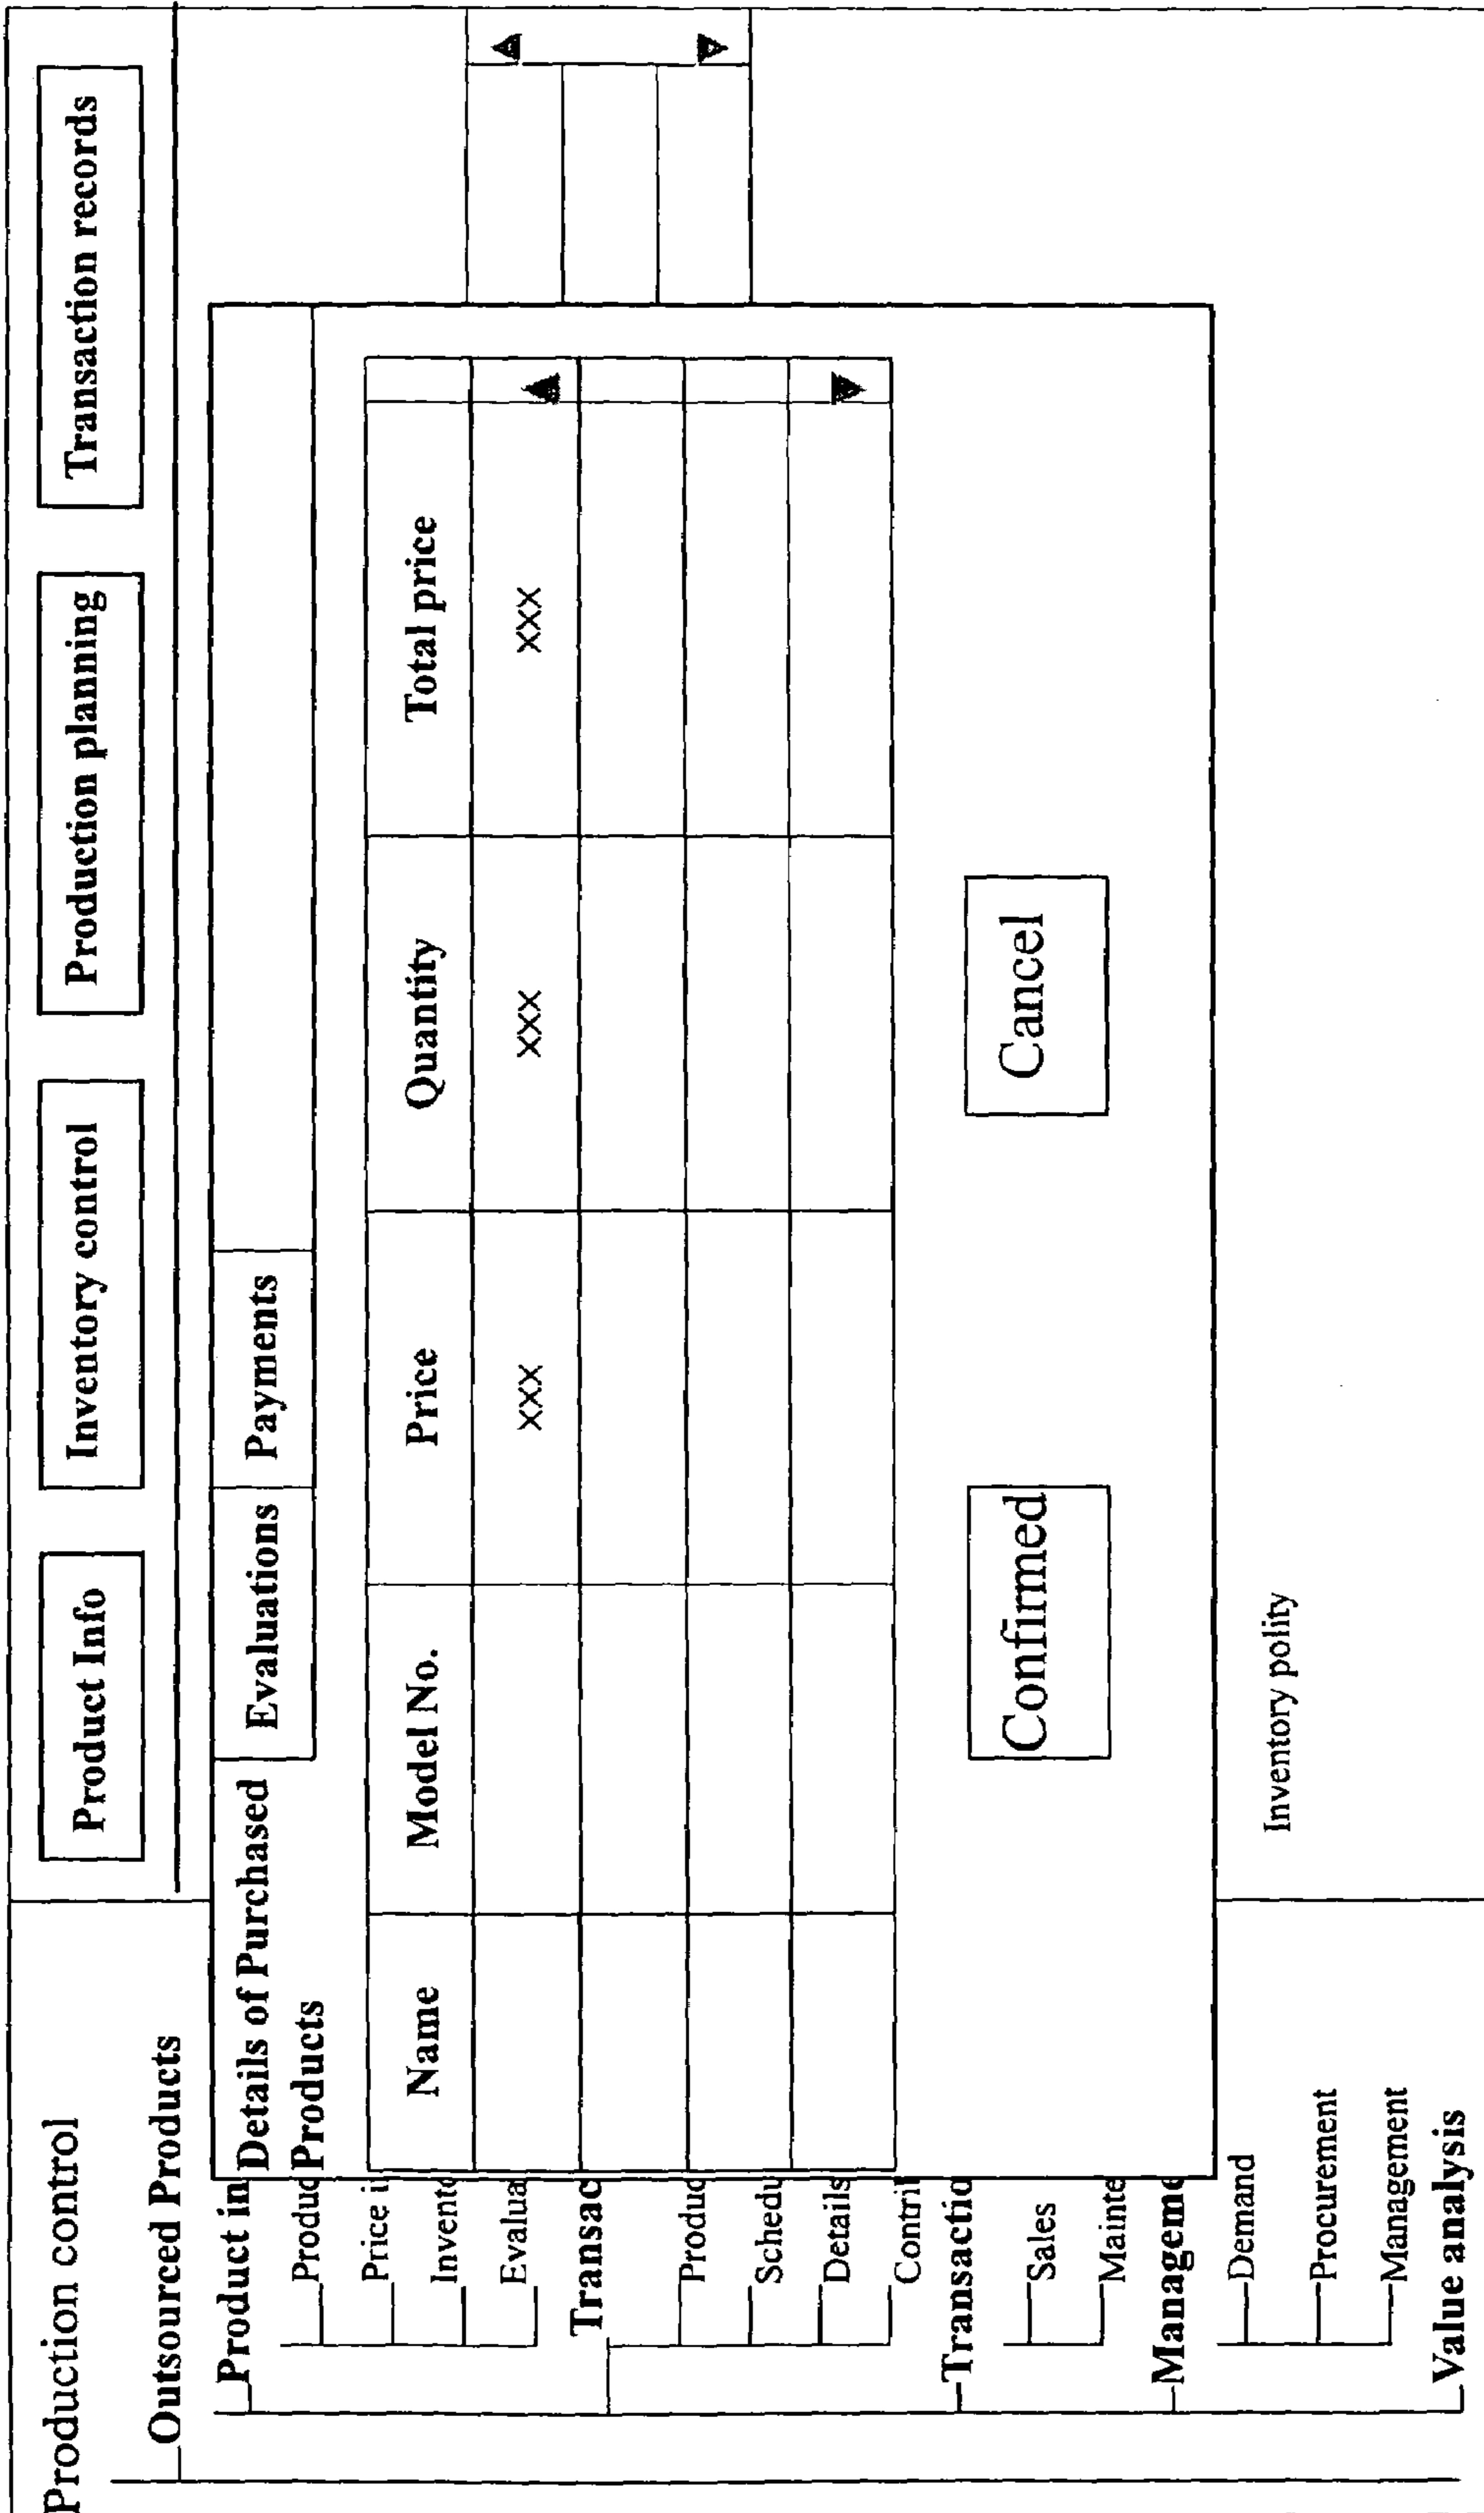 Production control
Product Info
Inventory control
Production planning
Transaction records
Outsourced Products
Product in
Produc
Price i
Invento
Evalua
Transac
Produc
Schedu
Details
Contri
Transactio
Sales
Mainte
Manageme
Demand
Procurement
Management
Value analysis
Details of Purchased
Products
Evaluations
Payments
Name
Model No.
Price
Quantity
Total price
xxx
xxx
xxx
Confirmed
Cancel
Inventory polity